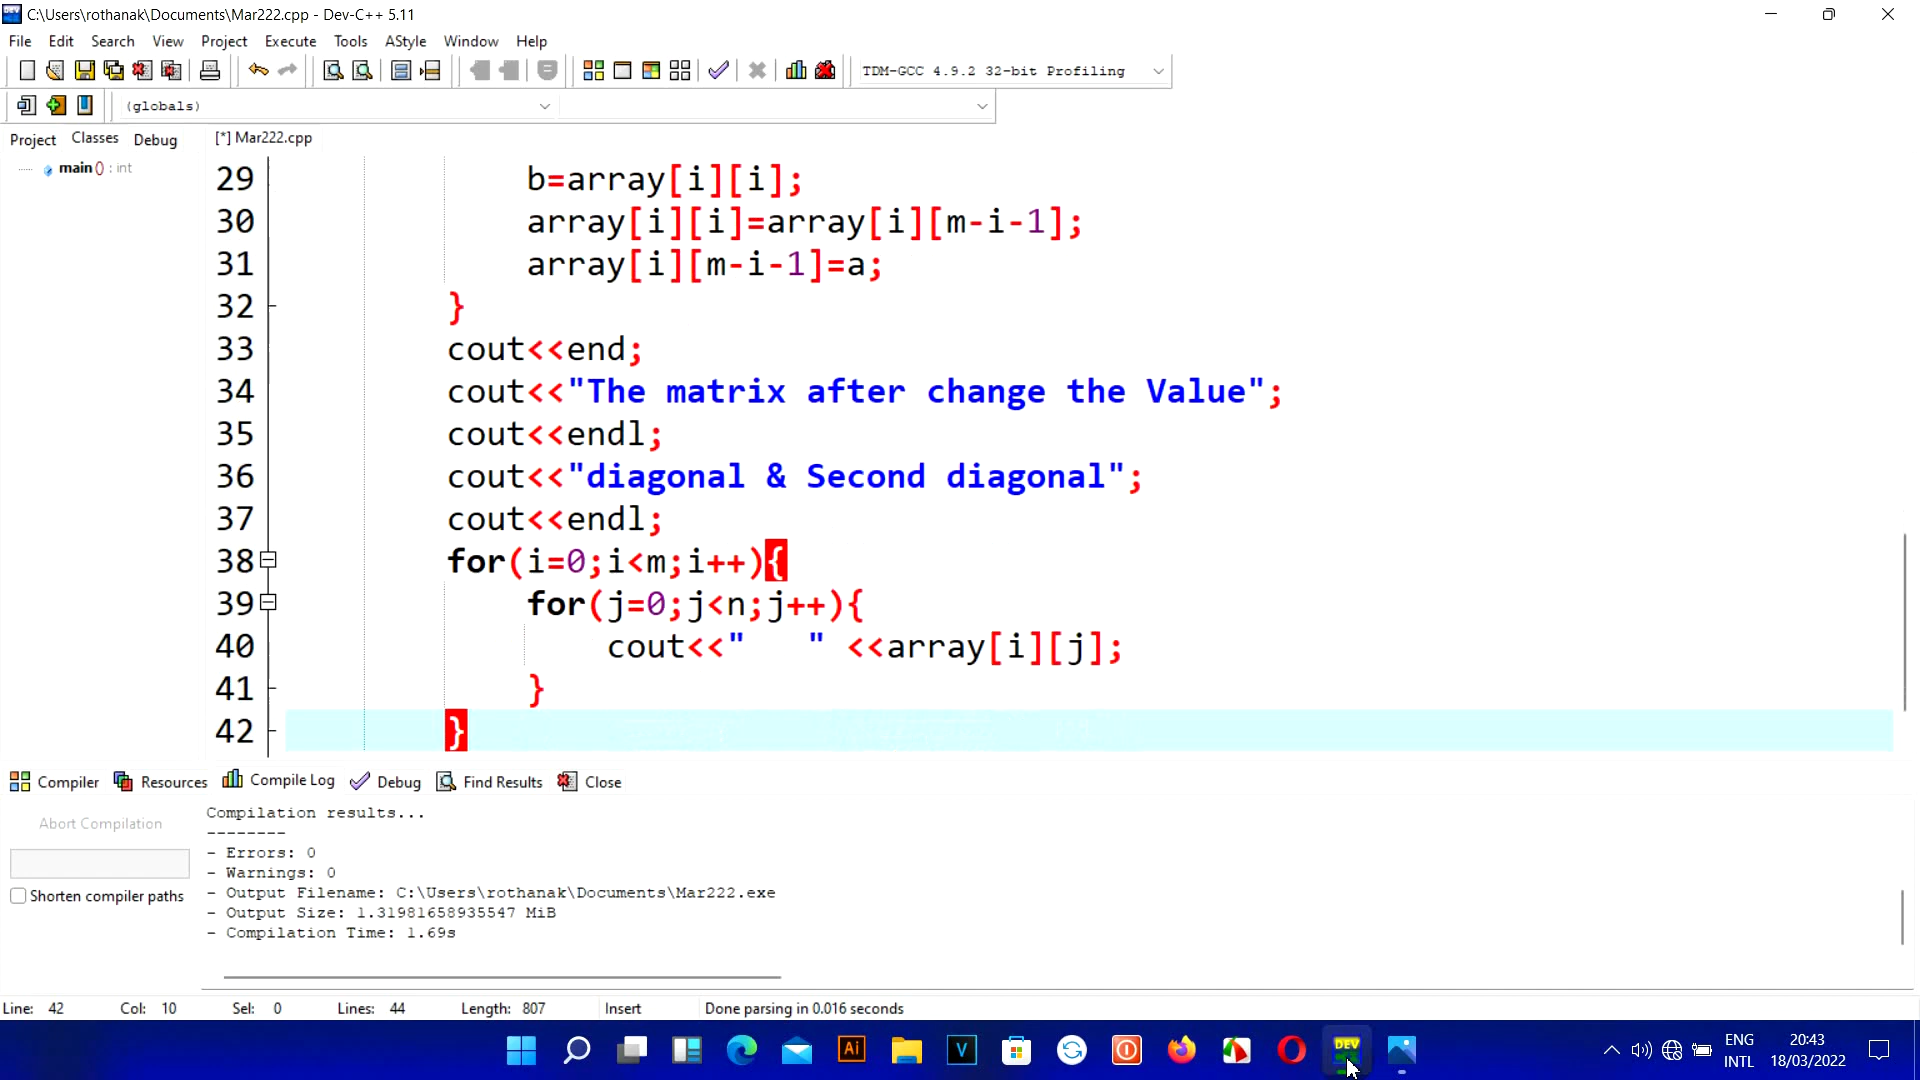 C:\Users\rothanak\Documents\Mar222.cpp - Dev-C++ 5.11
File Edit Search View Project Execute Tools AStyle Window Help
TDM-GCC 4.9.2 32-bit Profiling
(globals)
Project Classes Debug
[*] Mar222.cpp
main () : int
29 b=array[i][i];
30 array[i][i]=array[i][m-i-1];
31 array[i][m-i-1]=a;
32 }
33 cout<<end;
34 cout<<"The matrix after change the Value";
35 cout<<endl;
36 cout<<"diagonal & Second diagonal";
37 cout<<endl;
38 for(i=0;i<m;i++){
39 for(j=0;j<n;j++){
40 cout<<"   " <<array[i][j];
41 }
42 }
Compiler Resources Compile Log Debug Find Results Close
Abort Compilation
Shorten compiler paths
Compilation results...
--------
- Errors: 0
- Warnings: 0
- Output Filename: C:\Users\rothanak\Documents\Mar222.exe
- Output Size: 1.31981658935547 MiB
- Compilation Time: 1.69s
Line: 42 Col: 10 Sel: 0 Lines: 44 Length: 807 Insert Done parsing in 0.016 seconds
Ai
V
DEV
ENG
INTL
20:43
18/03/2022